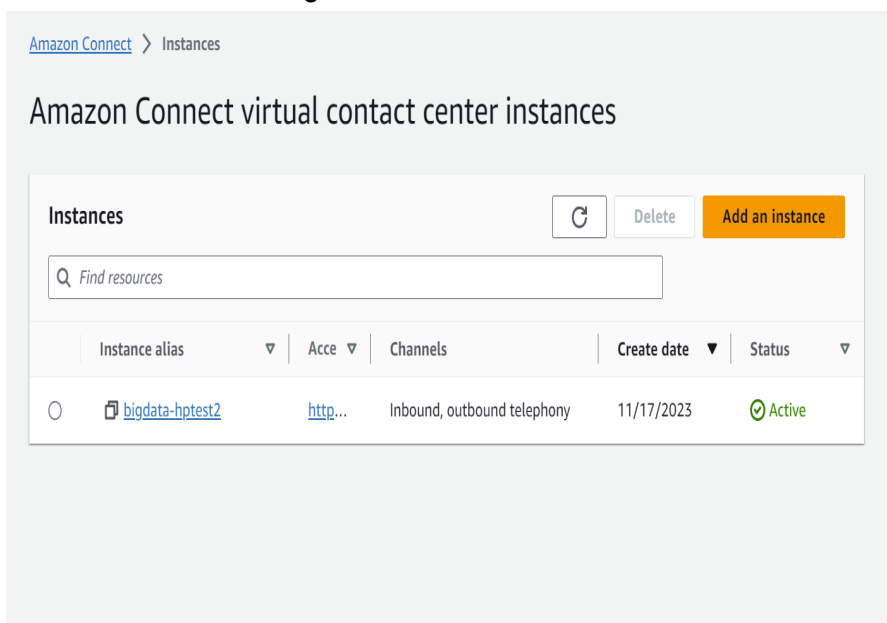 Amazon Connect > Instances
Amazon Connect virtual contact center instances
Instances Delete Add an instance
Find resources
Instance alias Acce Channels Create date Status
bigdata-hptest2 http... Inbound, outbound telephony 11/17/2023 Active